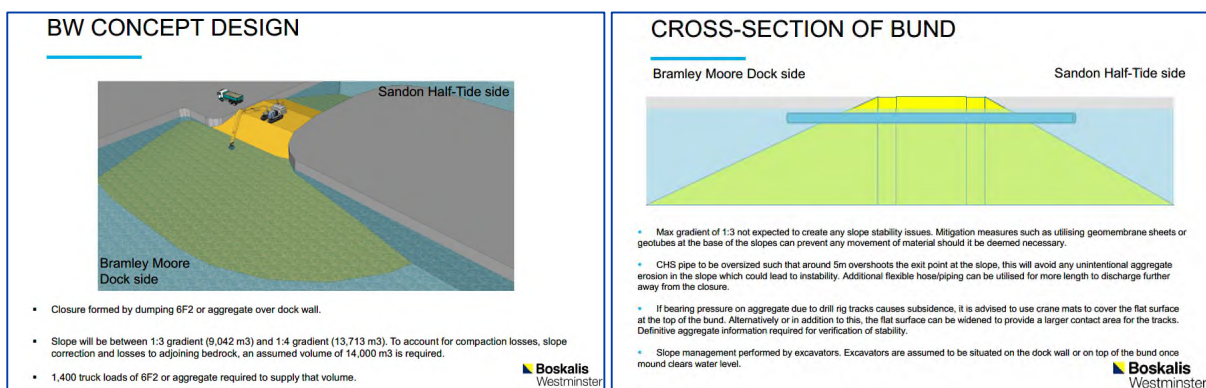 BW CONCEPT DESIGN
Sandon Half-Tide side
Bramley Moore
Dock side
▪ Closure formed by dumping 6F2 or aggregate over dock wall.
▪ Slope will be between 1:3 gradient (9,042 m3) and 1:4 gradient (13,713 m3). To account for compaction losses, slope
correction and losses to adjoining bedrock, an assumed volume of 14,000 m3 is required.
▪ 1,400 truck loads of 6F2 or aggregate required to supply that volume.
Boskalis
Westminster
CROSS-SECTION OF BUND
Bramley Moore Dock side
Sandon Half-Tide side
• Max gradient of 1:3 not expected to create any slope stability issues. Mitigation measures such as utilising geomembrane sheets or
geotubes at the base of the slopes can prevent any movement of material should it be deemed necessary.
• CHS pipe to be oversized such that around 5m overshoots the exit point at the slope, this will avoid any unintentional aggregate
erosion in the slope which could lead to instability. Additional flexible hose/piping can be utilised for more length to discharge further
away from the closure.
• If bearing pressure on aggregate due to drill rig tracks causes subsidence, it is advised to use crane mats to cover the flat surface
at the top of the bund. Alternatively or in addition to this, the flat surface can be widened to provide a larger contact area for the tracks.
Definitive aggregate information required for verification of stability.
• Slope management performed by excavators. Excavators are assumed to be situated on the dock wall or on top of the bund once
mound clears water level.
Boskalis
Westminster